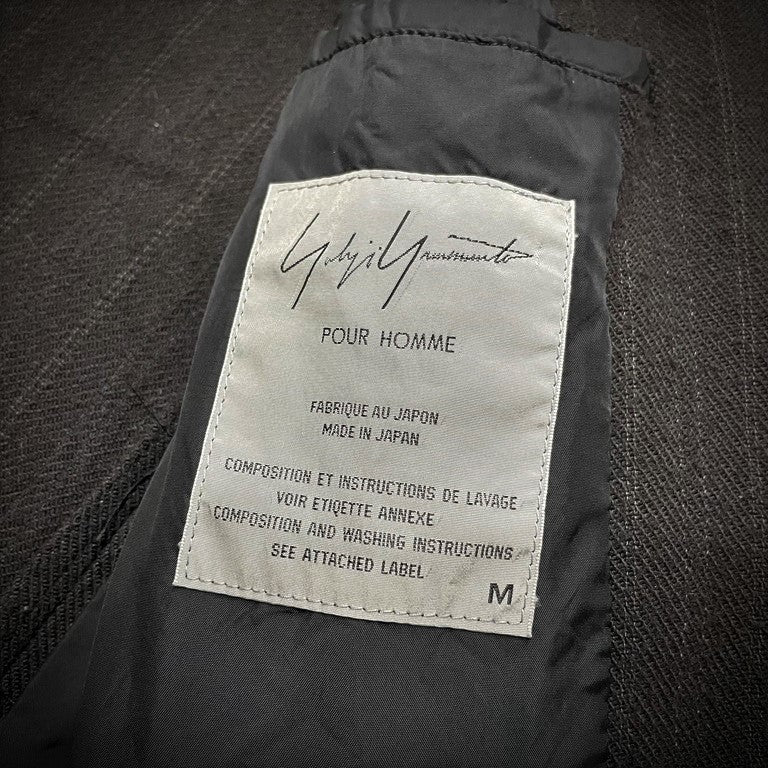 Yohji Yamamoto
POUR HOMME
FABRIQUE AU JAPON
MADE IN JAPAN
COMPOSITION ET INSTRUCTIONS DE LAVAGE
VOIR ETIQETTE ANNEXE
COMPOSITION AND WASHING INSTRUCTIONS
SEE ATTACHED LABEL
M